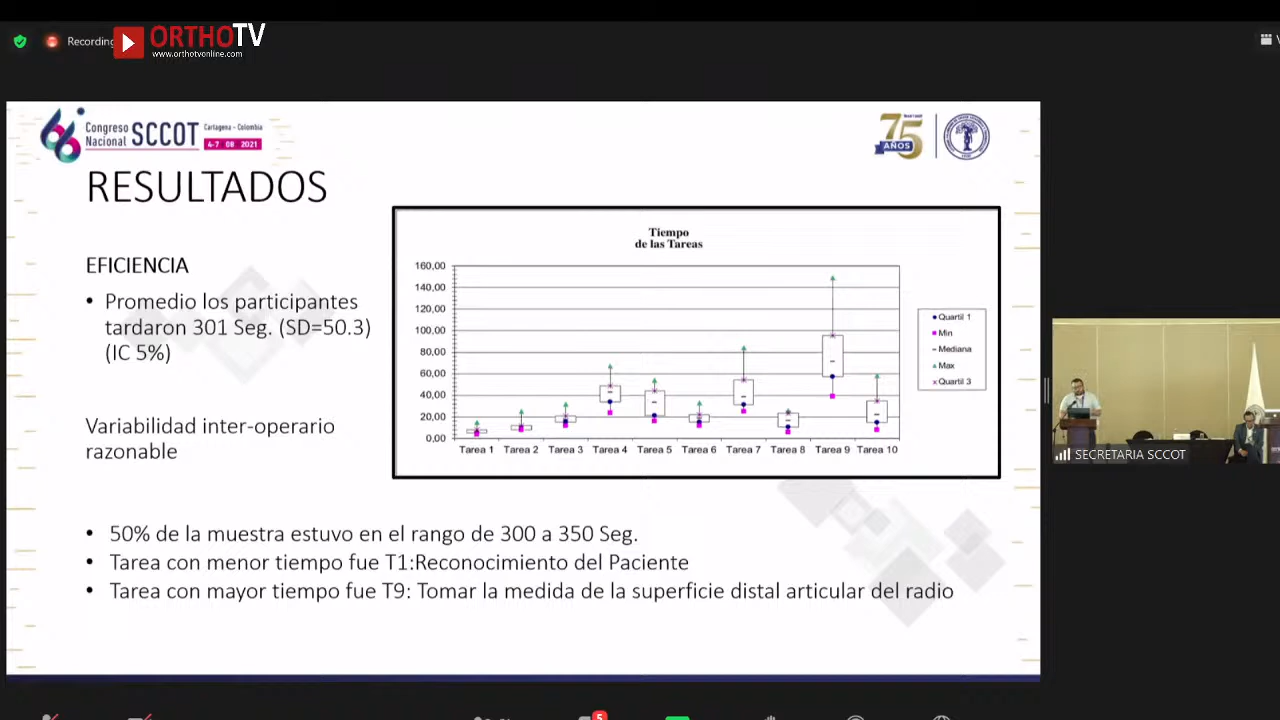 Recording
ORTHOTV
www.orthotvonline.com
Congreso
Nacional SCCOT
Cartagena - Colombia
4-7 08 2021
75
AÑOS
RESULTADOS
EFICIENCIA
• Promedio los participantes
tardaron 301 Seg. (SD=50.3)
(IC 5%)
Variabilidad inter-operario
razonable
Tiempo
de las Tareas
160,00
140,00
120,00
100,00
80,00
60,00
40,00
20,00
0,00
Tarea 1 Tarea 2 Tarea 3 Tarea 4 Tarea 5 Tarea 6 Tarea 7 Tarea 8 Tarea 9 Tarea 10
Quartil 1
Min
Mediana
Max
Quartil 3
• 50% de la muestra estuvo en el rango de 300 a 350 Seg.
• Tarea con menor tiempo fue T1:Reconocimiento del Paciente
• Tarea con mayor tiempo fue T9: Tomar la medida de la superficie distal articular del radio
SECRETARIA SCCOT
5